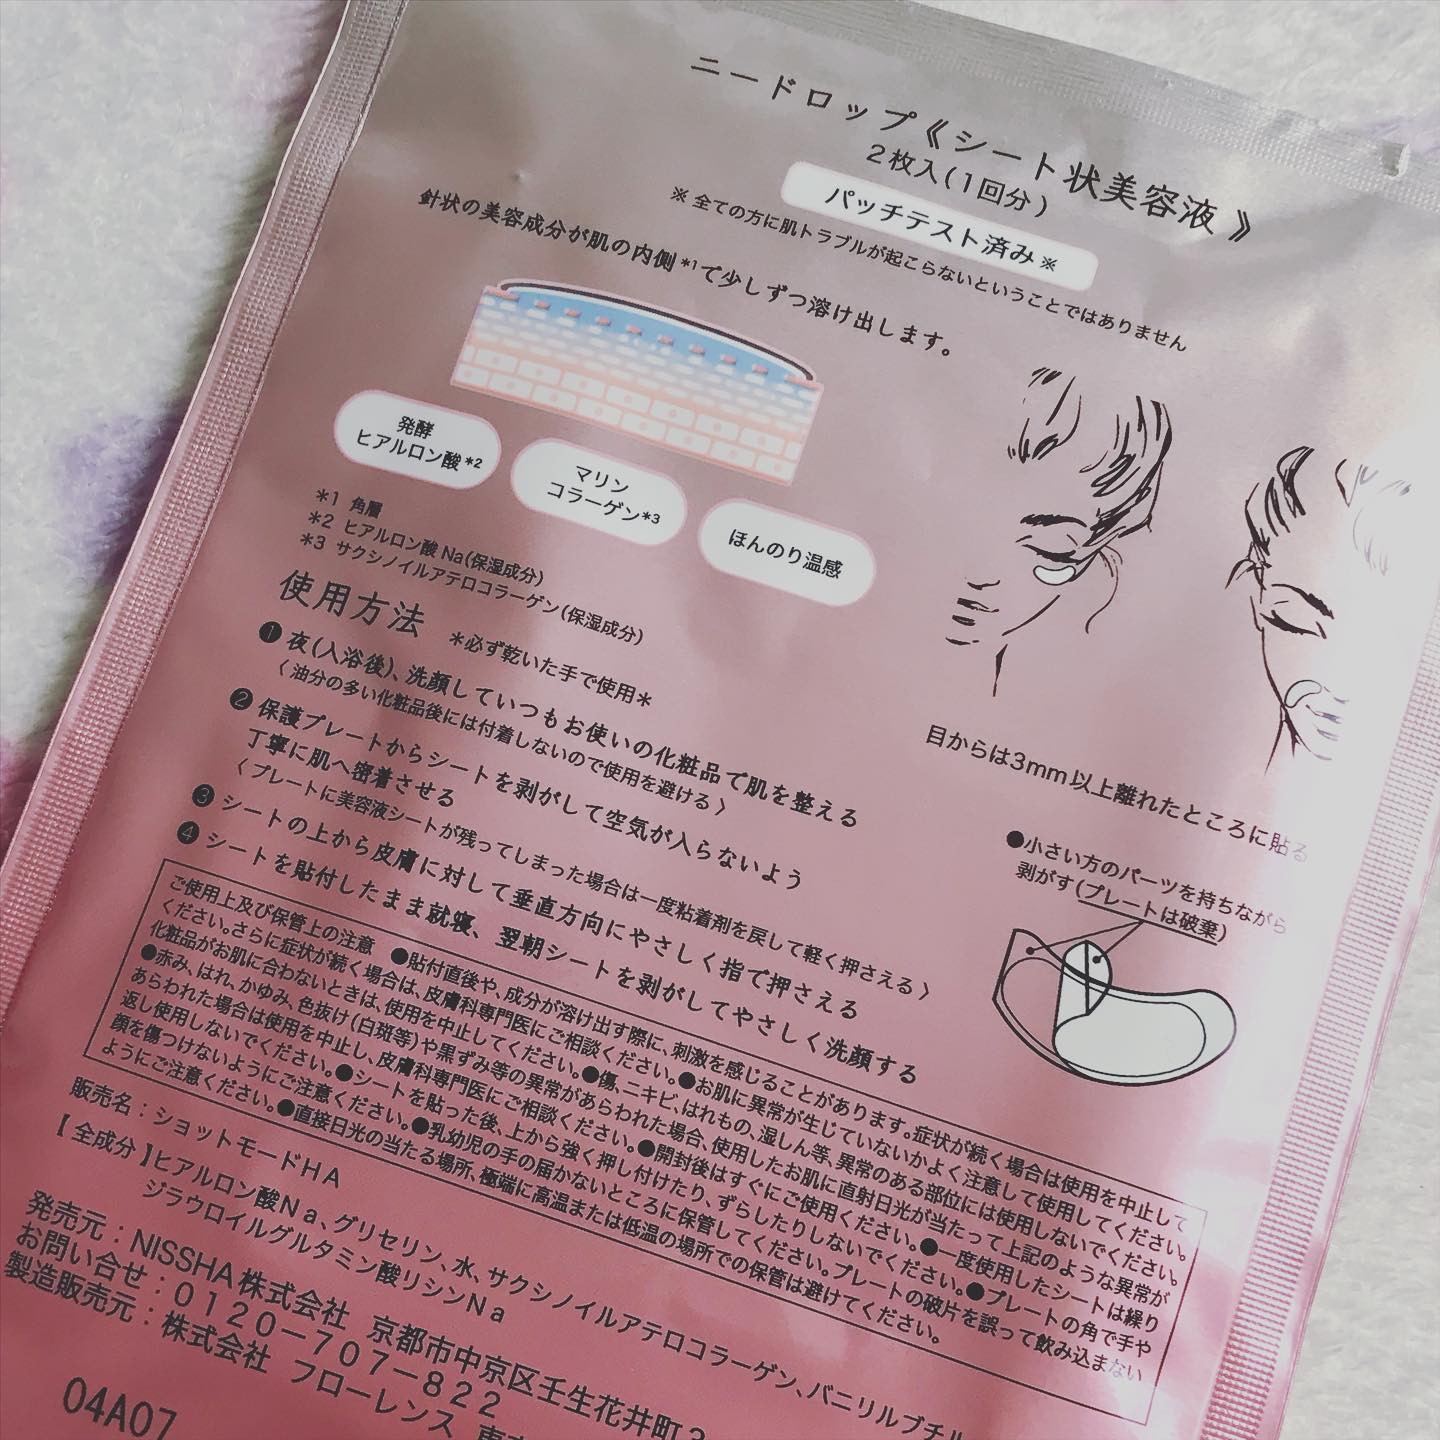 ニードロップ《シート状美容液》
2枚入(1回分)
パッチテスト済み※
※全ての方に肌トラブルが起こらないということではありません
針状の美容成分が肌の内側*1で少しずつ溶け出します。
発酵
ヒアルロン酸*2
マリン
コラーゲン*3
ほんのり温感
*1 角層
*2 ヒアルロン酸Na(保湿成分)
*3 サクシノイルアテロコラーゲン(保湿成分)
目からは3mm以上離れたところに貼る
使用方法 *必ず乾いた手で使用*
❶ 夜(入浴後)、洗顔していつもお使いの化粧品で肌を整える
〈油分の多い化粧品後には付着しないので使用を避ける〉
❷ 保護プレートからシートを剥がして空気が入らないよう
丁寧に肌へ密着させる
〈プレートに美容液シートが残ってしまった場合は一度粘着剤を戻して軽く押さえる〉
❸ シートの上から皮膚に対して垂直方向にやさしく指で押さえる
❹ シートを貼付したまま就寝、翌朝シートを剥がしてやさしく洗顔する
●小さい方のパーツを持ちながら
剥がす(プレートは破棄)
ご使用上及び保管上の注意 ●貼付直後や、成分が溶け出す際に、刺激を感じることがあります。症状が続く場合は使用を中止して
ください。さらに症状が続く場合は、皮膚科専門医にご相談ください。●お肌に異常が生じていないかよく注意して使用してください。
化粧品がお肌に合わないときは、使用を中止してください。●傷、ニキビ、はれもの、湿しん等、異常のある部位には使用しないでください。
●赤み、はれ、かゆみ、色抜け(白斑等)や黒ずみ等の異常があらわれた場合、使用したお肌に直射日光が当たって上記のような異常が
あらわれた場合は使用を中止し、皮膚科専門医にご相談ください。●開封後はすぐにご使用ください。●一度使用したシートは繰り
返し使用しないでください。●シートを貼った後、上から強く押し付けたり、ずらしたりしないでください。●プレートの角で手や
顔を傷つけないようにご注意ください。●乳幼児の手の届かないところに保管してください。プレートの破片を誤って飲み込まない
ようにご注意ください。●直接日光の当たる場所、極端に高温または低温の場所での保管は避けてください。
販売名：ショットモードHA
【全成分】ヒアルロン酸Na、グリセリン、水、サクシノイルアテロコラーゲン、バニリルブチル
ジラウロイルグルタミン酸リシンNa
発売元：NISSHA株式会社 京都市中京区壬生花井町3
お問い合せ：0120-707-822
製造販売元：株式会社 フローレンス
04A07